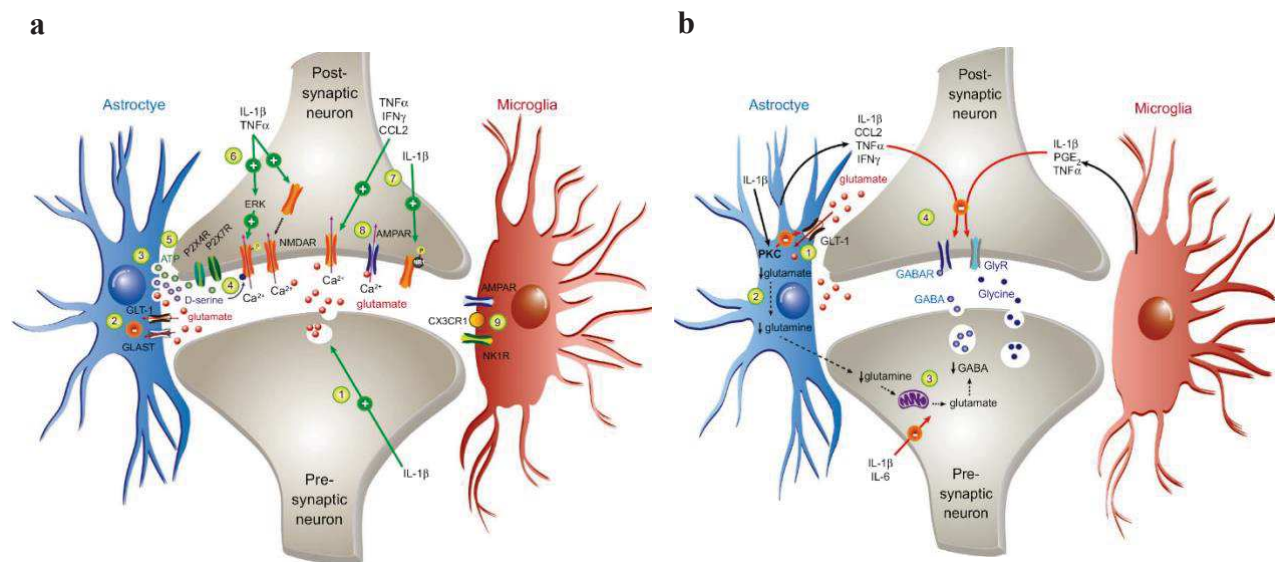 a
Post-
synaptic
neuron
Astroctye
IL-1β
TNFα
TNFα
IFNγ
CCL2
Microglia
IL-1β
6
7
ERK
5
8
AMPAR
P2X4R
P2X7R
NMDAR
P
P
3
ATP
4
D-serine
Ca²⁺
Ca²⁺
Ca²⁺
Ca²⁺
GLT-1
glutamate
glutamate
AMPAR
2
CX3CR1
9
GLAST
NK1R
1
IL-1β
Pre-
synaptic
neuron
b
Post-
synaptic
neuron
Astroctye
IL-1β
CCL2
TNFα
IFNγ
IL-1β
PGE₂
TNFα
Microglia
IL-1β
glutamate
4
PKC
1
GLT-1
glutamate
GABAR
GlyR
2
GABA
Glycine
glutamine
glutamine
3
GABA
glutamate
IL-1β
IL-6
Pre-
synaptic
neuron